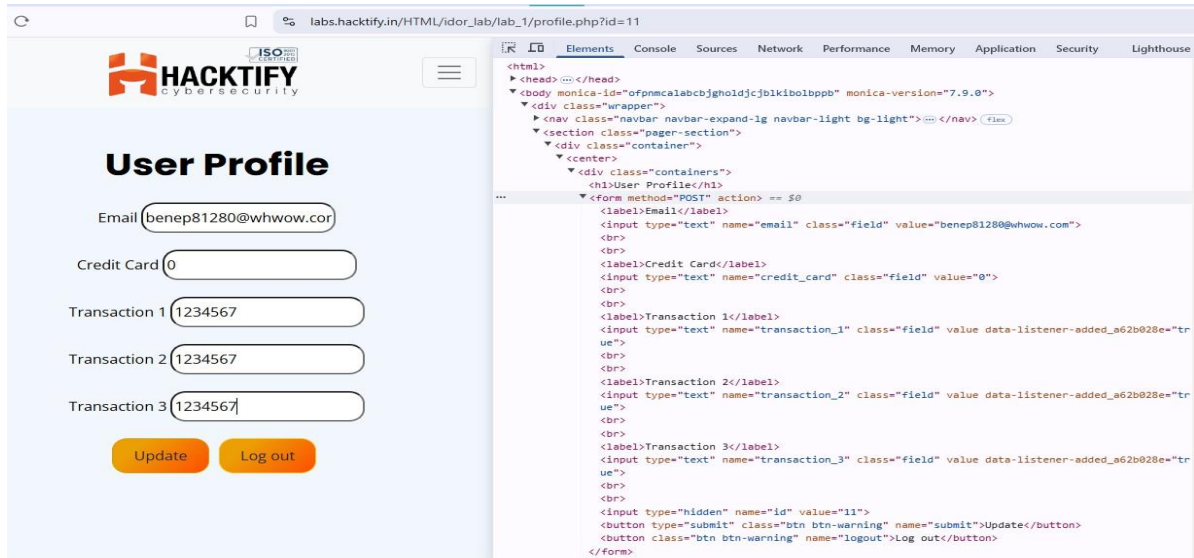 labs.hacktify.in/HTML/idor_lab/lab_1/profile.php?id=11
ISO
CERTIFIED
HACKTIFY
cybersecurity
User Profile
Email benep81280@whwow.cor
Credit Card 0
Transaction 1 1234567
Transaction 2 1234567
Transaction 3 1234567
Update Log out
Elements Console Sources Network Performance Memory Application Security Lighthouse
<html>
▶<head> ⋯ </head>
▼<body monica-id="ofpnmcalabcbjgholdjcjblkibolbppb" monica-version="7.9.0">
▼<div class="wrapper">
▶<nav class="navbar navbar-expand-lg navbar-light bg-light"> ⋯ </nav> flex
▼<section class="pager-section">
▼<div class="container">
▼<center>
▼<div class="containers">
<h1>User Profile</h1>
⋯ ▼<form method="POST" action> == $0
<label>Email</label>
<input type="text" name="email" class="field" value="benep81280@whwow.com">
<br>
<br>
<label>Credit Card</label>
<input type="text" name="credit_card" class="field" value="0">
<br>
<br>
<label>Transaction 1</label>
<input type="text" name="transaction_1" class="field" value data-listener-added_a62b028e="tr
ue">
<br>
<br>
<label>Transaction 2</label>
<input type="text" name="transaction_2" class="field" value data-listener-added_a62b028e="tr
ue">
<br>
<br>
<label>Transaction 3</label>
<input type="text" name="transaction_3" class="field" value data-listener-added_a62b028e="tr
ue">
<br>
<br>
<input type="hidden" name="id" value="11">
<button type="submit" class="btn btn-warning" name="submit">Update</button>
<button class="btn btn-warning" name="logout">Log out</button>
</form>